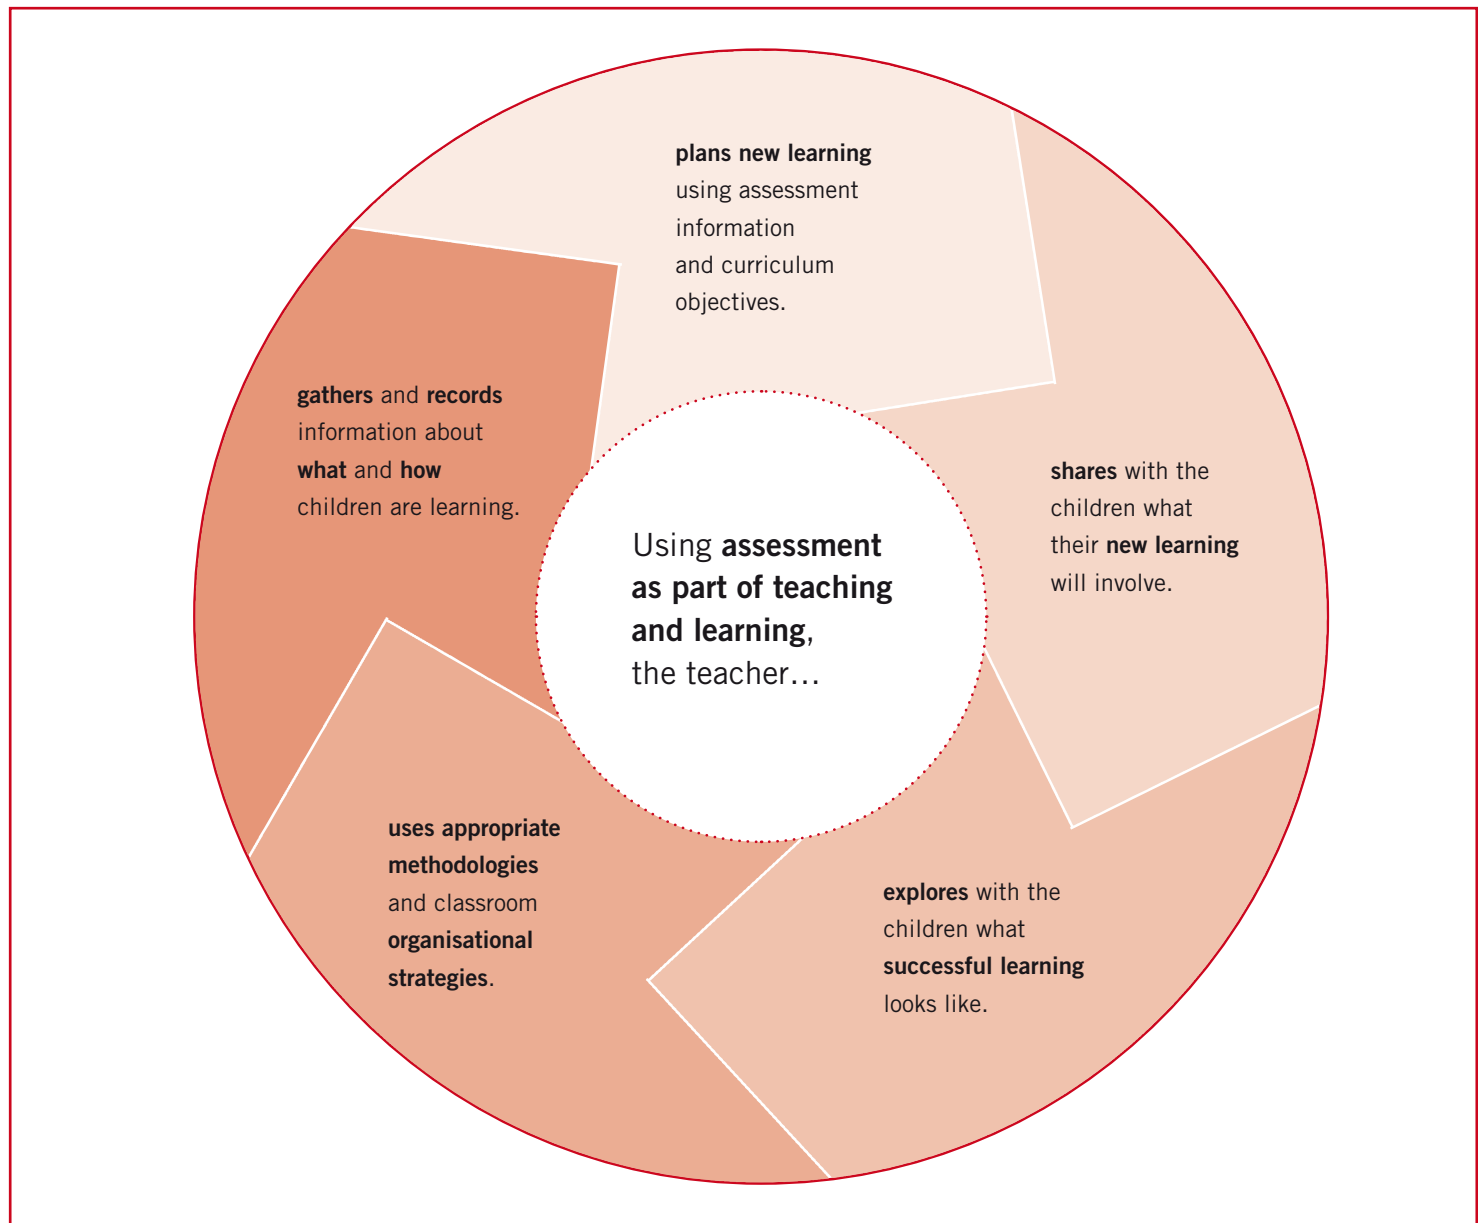 plans new learning
using assessment
information
and curriculum
objectives.
shares with the
children what
their new learning
will involve.
explores with the
children what
successful learning
looks like.
uses appropriate
methodologies
and classroom
organisational
strategies.
gathers and records
information about
what and how
children are learning.
Using assessment
as part of teaching
and learning,
the teacher…